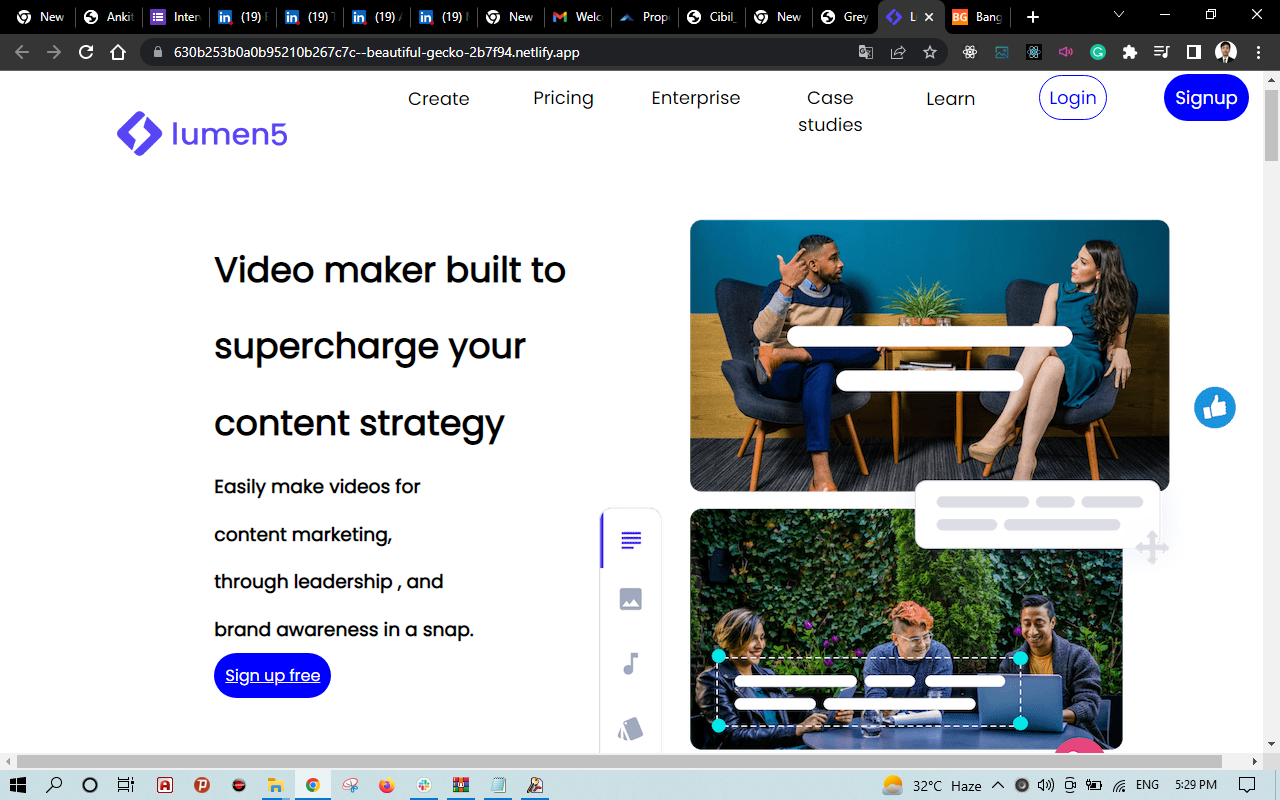 New
Ankit
Inter
(19) F
(19) T
(19) A
(19) N
New
Welc
Prop
Cibil_
New
Grey
BG
Bang
630b253b0a0b95210b267c7c--beautiful-gecko-2b7f94.netlify.app
Create
Pricing
Enterprise
Case
studies
Learn
Login
Signup
lumen5
Video maker built to
supercharge your
content strategy
Easily make videos for
content marketing,
through leadership , and
brand awareness in a snap.
Sign up free
32°C Haze
ENG
5:29 PM